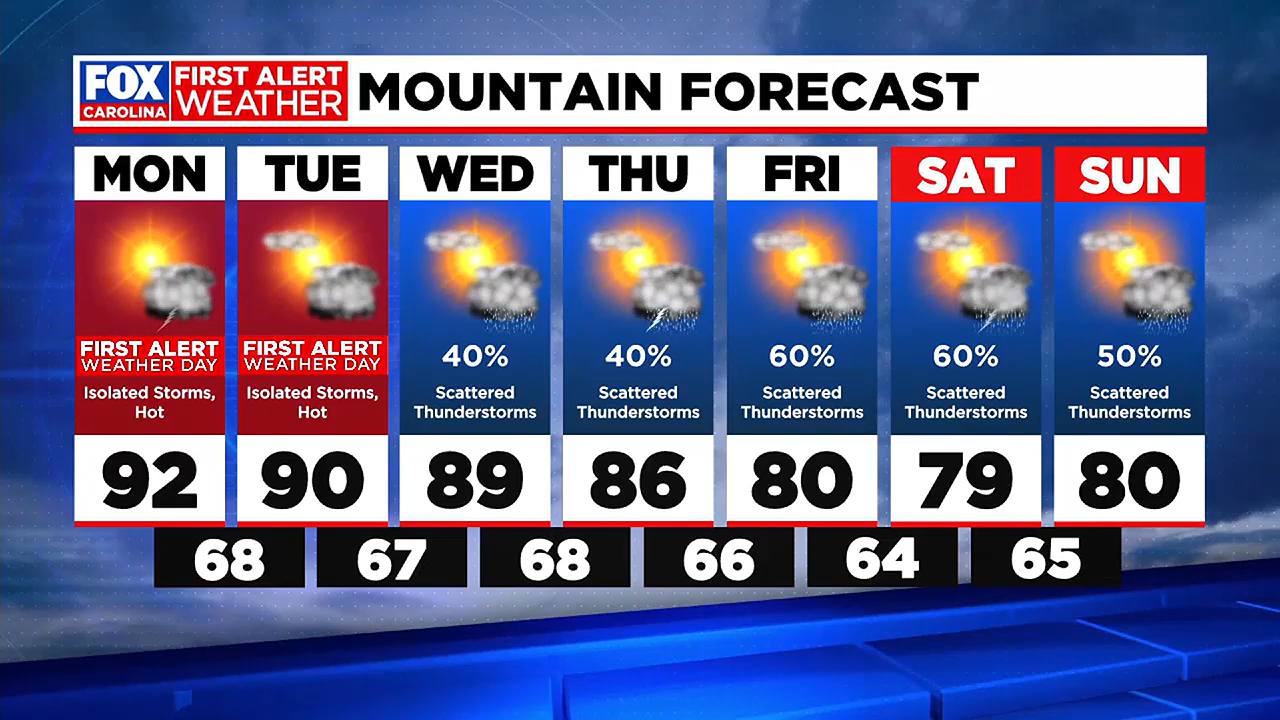 FOX
CAROLINA
FIRST ALERT
WEATHER
MOUNTAIN FORECAST
MON
FIRST ALERT
WEATHER DAY
Isolated Storms,
Hot
92
TUE
FIRST ALERT
WEATHER DAY
Isolated Storms,
Hot
90
WED
40%
Scattered
Thunderstorms
89
THU
40%
Scattered
Thunderstorms
86
FRI
60%
Scattered
Thunderstorms
80
SAT
60%
Scattered
Thunderstorms
79
SUN
50%
Scattered
Thunderstorms
80
68
67
68
66
64
65